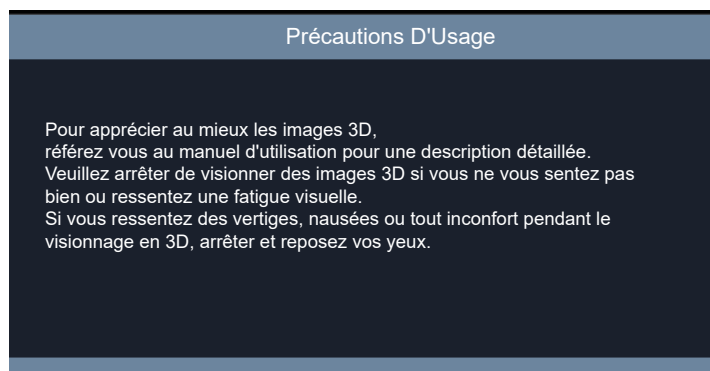 Précautions D'Usage
Pour apprécier au mieux les images 3D,
référez vous au manuel d'utilisation pour une description détaillée.
Veuillez arrêter de visionner des images 3D si vous ne vous sentez pas
bien ou ressentez une fatigue visuelle.
Si vous ressentez des vertiges, nausées ou tout inconfort pendant le
visionnage en 3D, arrêter et reposez vos yeux.